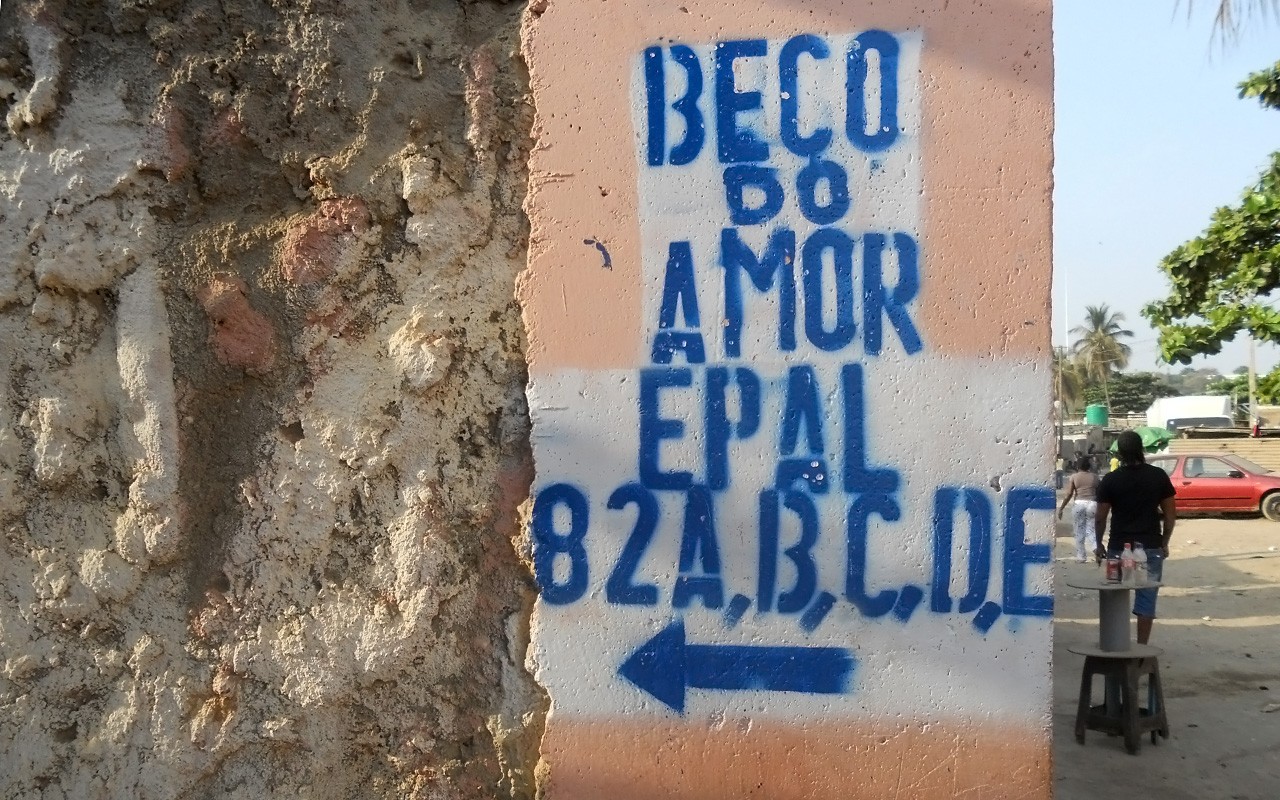 BEÇO
DO
AMOR
EPAL
82A,B,C,D,E